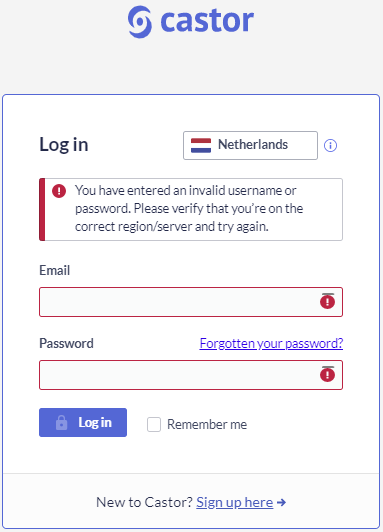 castor
Log in
Netherlands
You have entered an invalid username or
password. Please verify that you're on the
correct region/server and try again.
Email
Password
Forgotten your password?
Log in
Remember me
New to Castor? Sign up here →